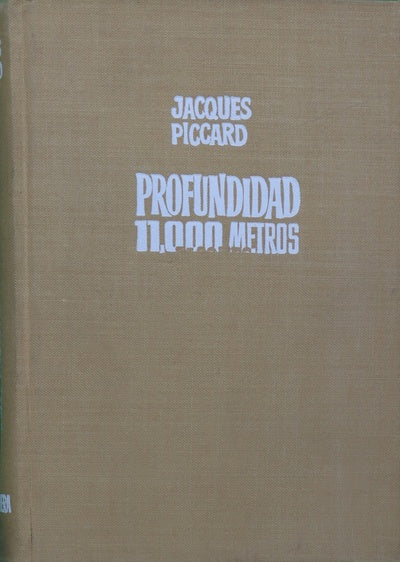 JACQUES
PICCARD
PROFUNDIDAD
11.000 METROS